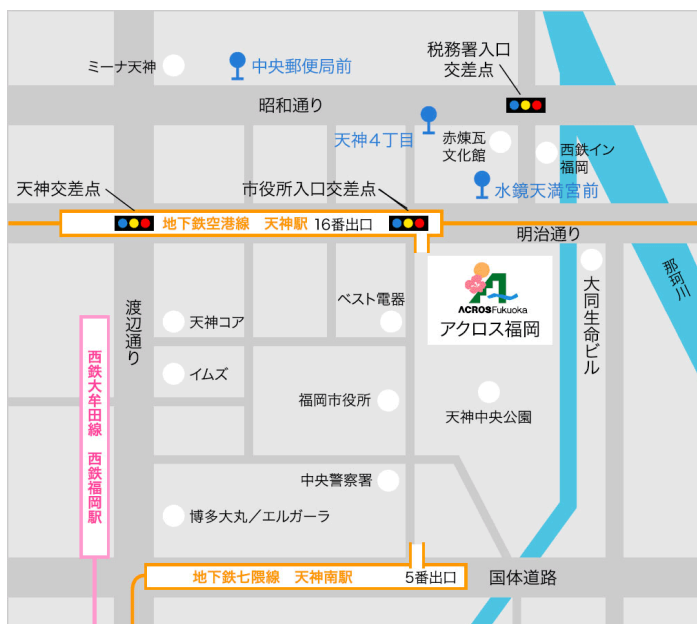 税務署入口
交差点
ミーナ天神
中央郵便局前
昭和通り
天神4丁目
赤煉瓦
文化館
西鉄イン
福岡
天神交差点
市役所入口交差点
水鏡天満宮前
地下鉄空港線 天神駅 16番出口
明治通り
那珂川
大同生命ビル
ACROS Fukuoka
アクロス福岡
ベスト電器
渡辺通り
天神コア
イムズ
西鉄大牟田線 西鉄福岡駅
福岡市役所
天神中央公園
中央警察署
博多大丸/エルガーラ
地下鉄七隈線 天神南駅 5番出口
国体道路